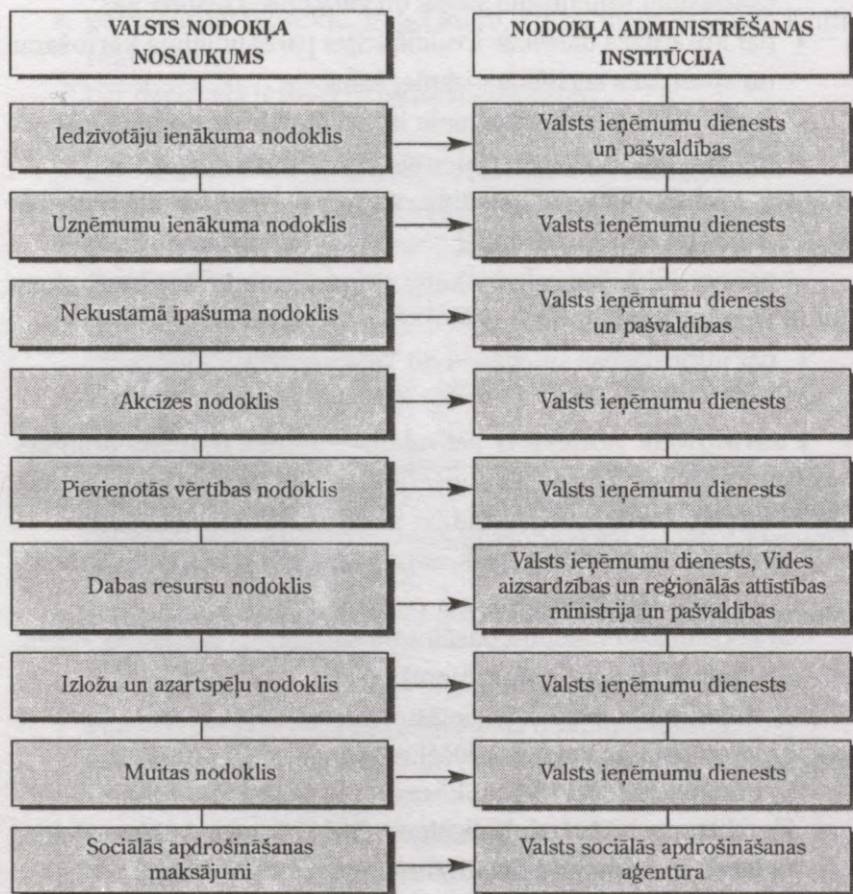 VALSTS NODOKĻA
NOSAUKUMS
NODOKĻA ADMINISTRĒŠANAS
INSTITŪCIJA
Iedzīvotāju ienākuma nodoklis
Valsts ieņēmumu dienests
un pašvaldības
Uzņēmumu ienākuma nodoklis
Valsts ieņēmumu dienests
Nekustamā īpašuma nodoklis
Valsts ieņēmumu dienests
un pašvaldības
Akcīzes nodoklis
Valsts ieņēmumu dienests
Pievienotās vērtības nodoklis
Valsts ieņēmumu dienests
Dabas resursu nodoklis
Valsts ieņēmumu dienests, Vides
aizsardzības un reģionālās attīstības
ministrija un pašvaldības
Izložu un azartspēļu nodoklis
Valsts ieņēmumu dienests
Muitas nodoklis
Valsts ieņēmumu dienests
Sociālās apdrošināšanas
maksājumi
Valsts sociālās apdrošināšanas
aģentūra